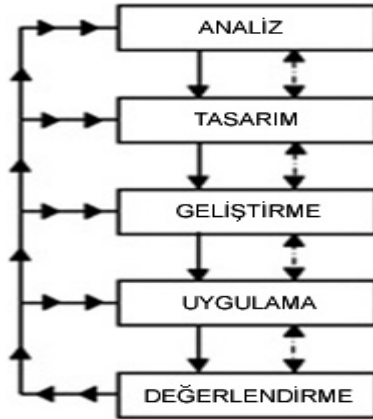 ANALİZ
TASARIM
GELİŞTİRME
UYGULAMA
DEĞERLENDİRME